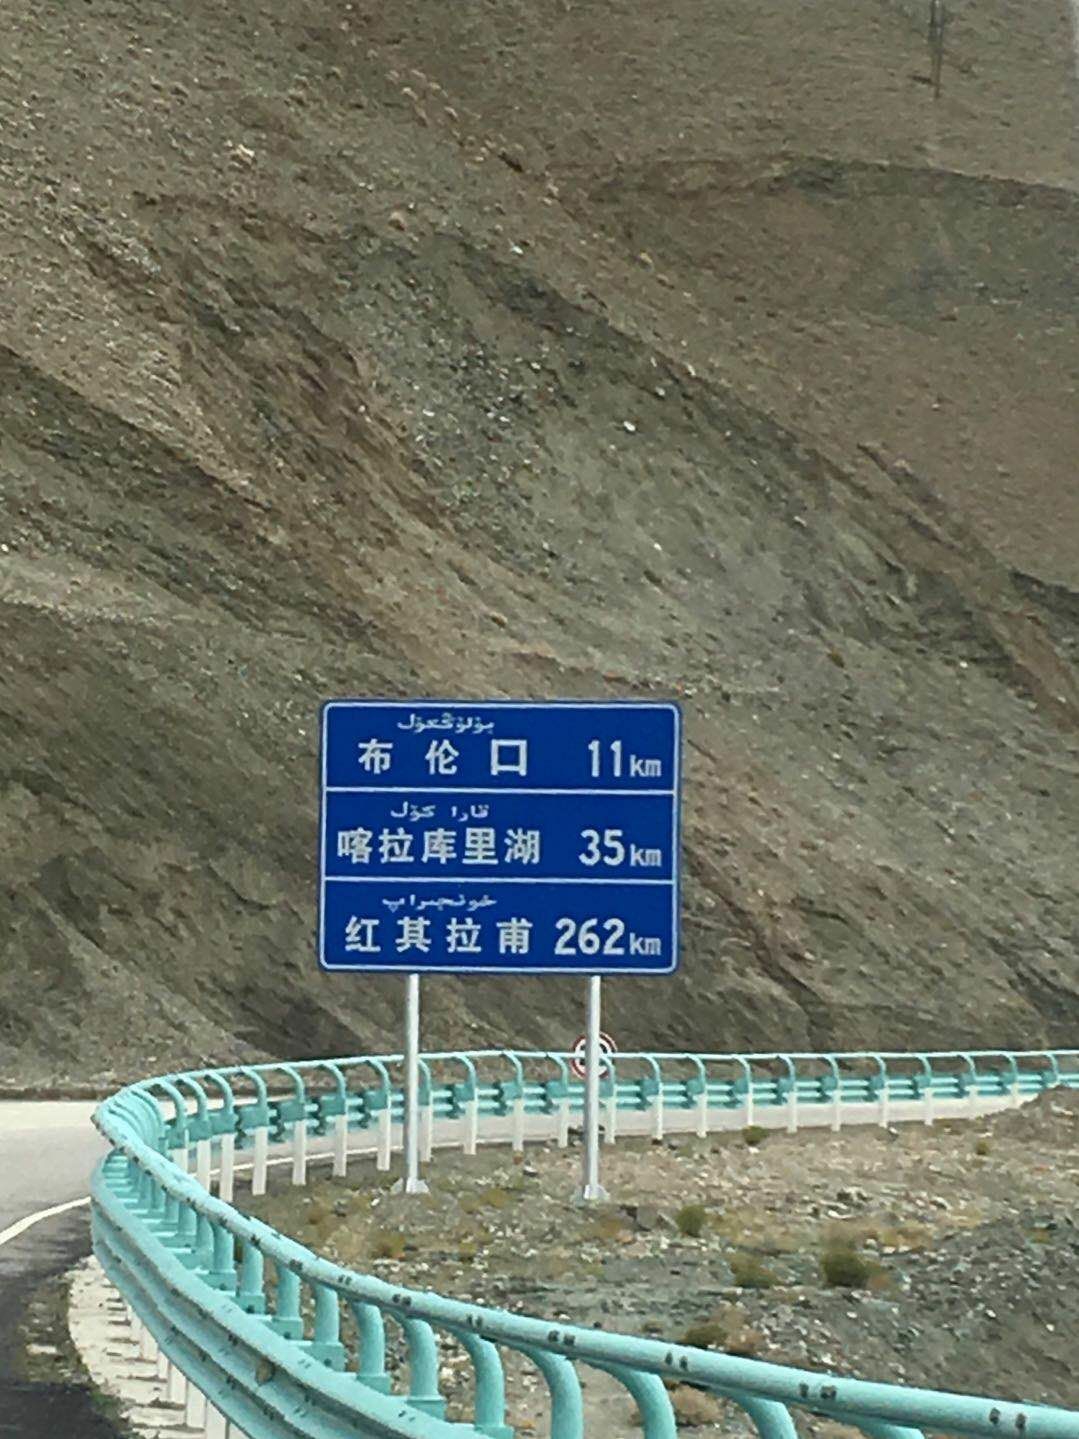 بۇلۇڭكۆل
布伦口 11km
قارا كۆل
喀拉库里湖 35km
خونجىراپ
红其拉甫 262km